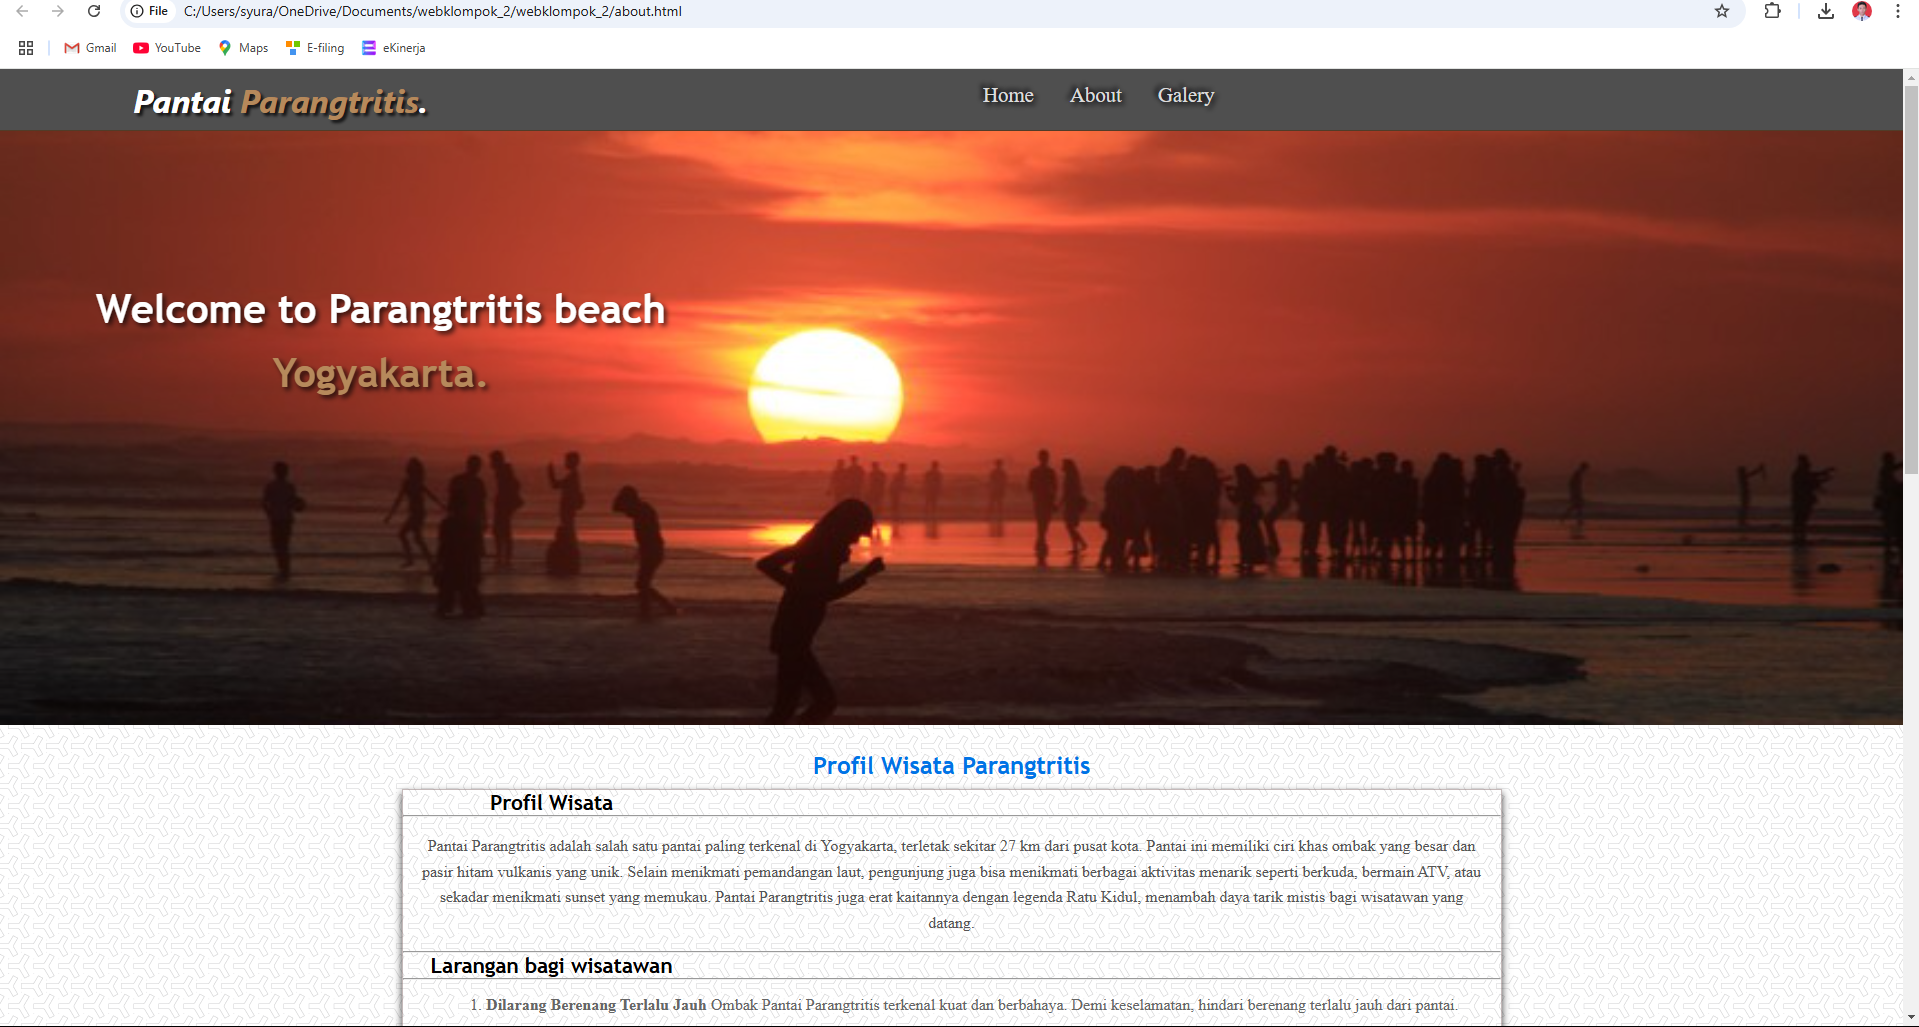 File C:/Users/syura/OneDrive/Documents/webklompok_2/webklompok_2/about.html
Gmail YouTube Maps E-filing eKinerja
Pantai Parangtritis. Home About Galery
Welcome to Parangtritis beach
Yogyakarta.
Profil Wisata Parangtritis
Profil Wisata
Pantai Parangtritis adalah salah satu pantai paling terkenal di Yogyakarta, terletak sekitar 27 km dari pusat kota. Pantai ini memiliki ciri khas ombak yang besar dan
pasir hitam vulkanis yang unik. Selain menikmati pemandangan laut, pengunjung juga bisa menikmati berbagai aktivitas menarik seperti berkuda, bermain ATV, atau
sekadar menikmati sunset yang memukau. Pantai Parangtritis juga erat kaitannya dengan legenda Ratu Kidul, menambah daya tarik mistis bagi wisatawan yang
datang.
Larangan bagi wisatawan
1. Dilarang Berenang Terlalu Jauh Ombak Pantai Parangtritis terkenal kuat dan berbahaya. Demi keselamatan, hindari berenang terlalu jauh dari pantai.